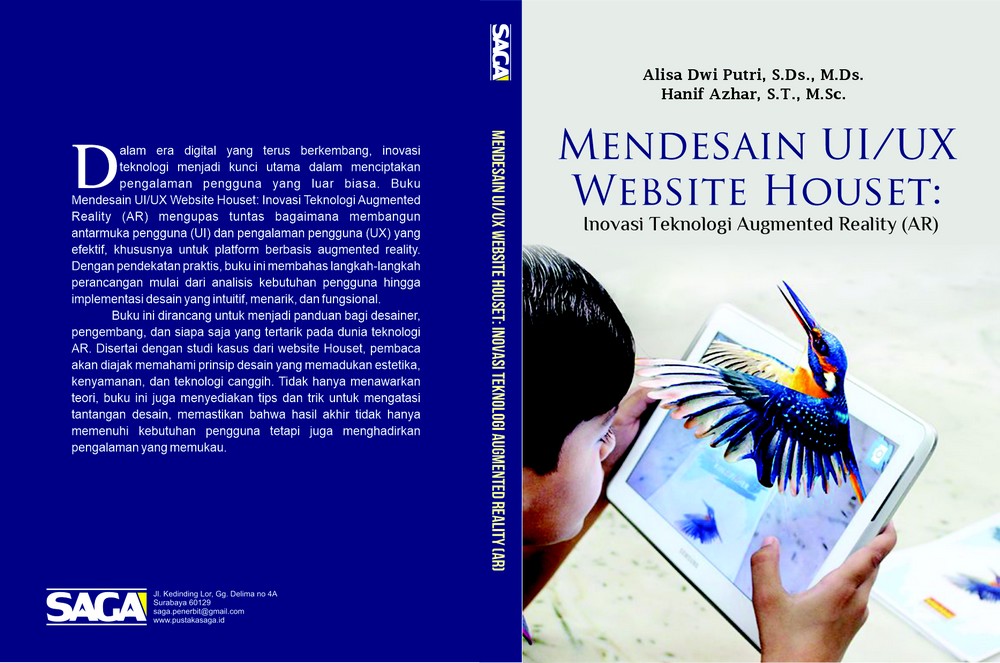 Dalam era digital yang terus berkembang, inovasi
teknologi menjadi kunci utama dalam menciptakan
pengalaman pengguna yang luar biasa. Buku
Mendesain UI/UX Website Houset: Inovasi Teknologi Augmented
Reality (AR) mengupas tuntas bagaimana membangun
antarmuka pengguna (UI) dan pengalaman pengguna (UX) yang
efektif, khususnya untuk platform berbasis augmented reality.
Dengan pendekatan praktis, buku ini membahas langkah-langkah
perancangan mulai dari analisis kebutuhan pengguna hingga
implementasi desain yang intuitif, menarik, dan fungsional.
Buku ini dirancang untuk menjadi panduan bagi desainer,
pengembang, dan siapa saja yang tertarik pada dunia teknologi
AR. Disertai dengan studi kasus dari website Houset, pembaca
akan diajak memahami prinsip desain yang memadukan estetika,
kenyamanan, dan teknologi canggih. Tidak hanya menawarkan
teori, buku ini juga menyediakan tips dan trik untuk mengatasi
tantangan desain, memastikan bahwa hasil akhir tidak hanya
memenuhi kebutuhan pengguna tetapi juga menghadirkan
pengalaman yang memukau.
SAGA
Jl. Kedinding Lor, Gg. Delima no 4A
Surabaya 60129
saga.penerbit@gmail.com
www.pustakasaga.id
SAGA
MENDESAIN UI/UX WEBSITE HOUSET: INOVASI TEKNOLOGI AUGMENTED REALITY (AR)
Alisa Dwi Putri, S.Ds., M.Ds.
Hanif Azhar, S.T., M.Sc.
MENDESAIN UI/UX
WEBSITE HOUSET:
Inovasi Teknologi Augmented Reality (AR)
SAMSUNG